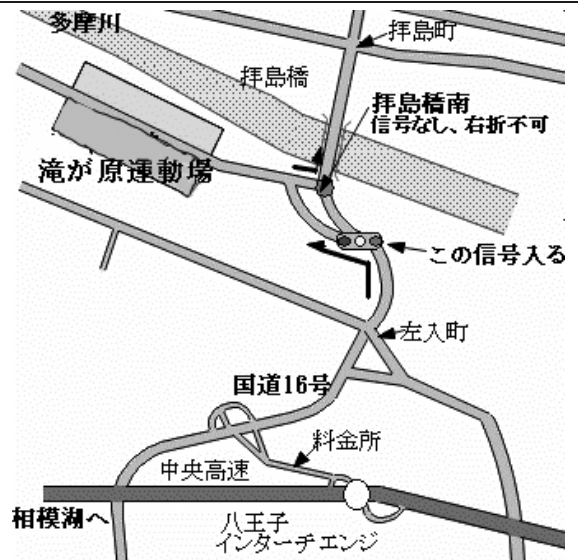 多摩川
拝島町
拝島橋
拝島橋南
信号なし、右折不可
滝が原運動場
この信号入る
左入町
国道16号
料金所
中央高速
相模湖へ
八王子
インターチェンジ